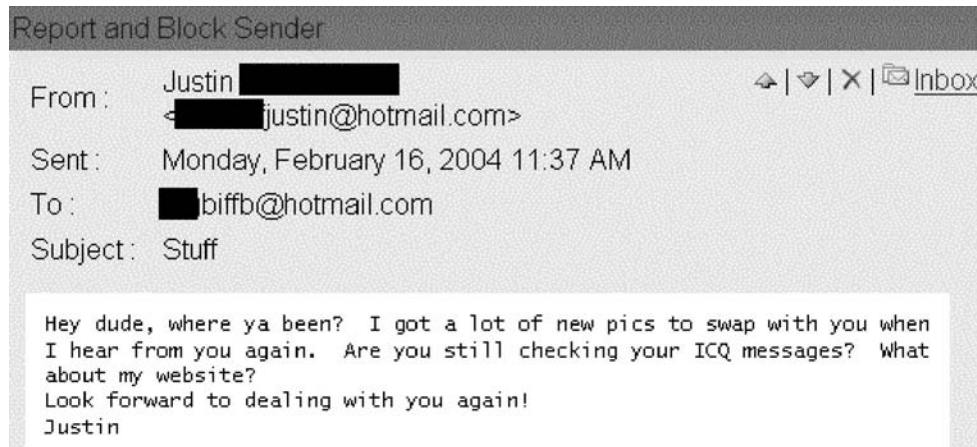 Report and Block Sender
From : Justin
justin@hotmail.com>
| | X | Inbox
Sent : Monday, February 16, 2004 11:37 AM
To : biffb@hotmail.com
Subject : Stuff
Hey dude, where ya been? I got a lot of new pics to swap with you when
I hear from you again. Are you still checking your ICQ messages? What
about my website?
Look forward to dealing with you again!
Justin